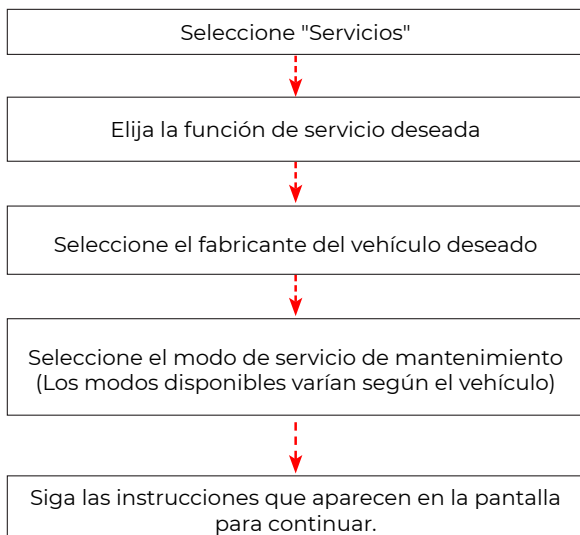 Seleccione "Servicios"
Elija la función de servicio deseada
Seleccione el fabricante del vehículo deseado
Seleccione el modo de servicio de mantenimiento
(Los modos disponibles varían según el vehículo)
Siga las instrucciones que aparecen en la pantalla
para continuar.